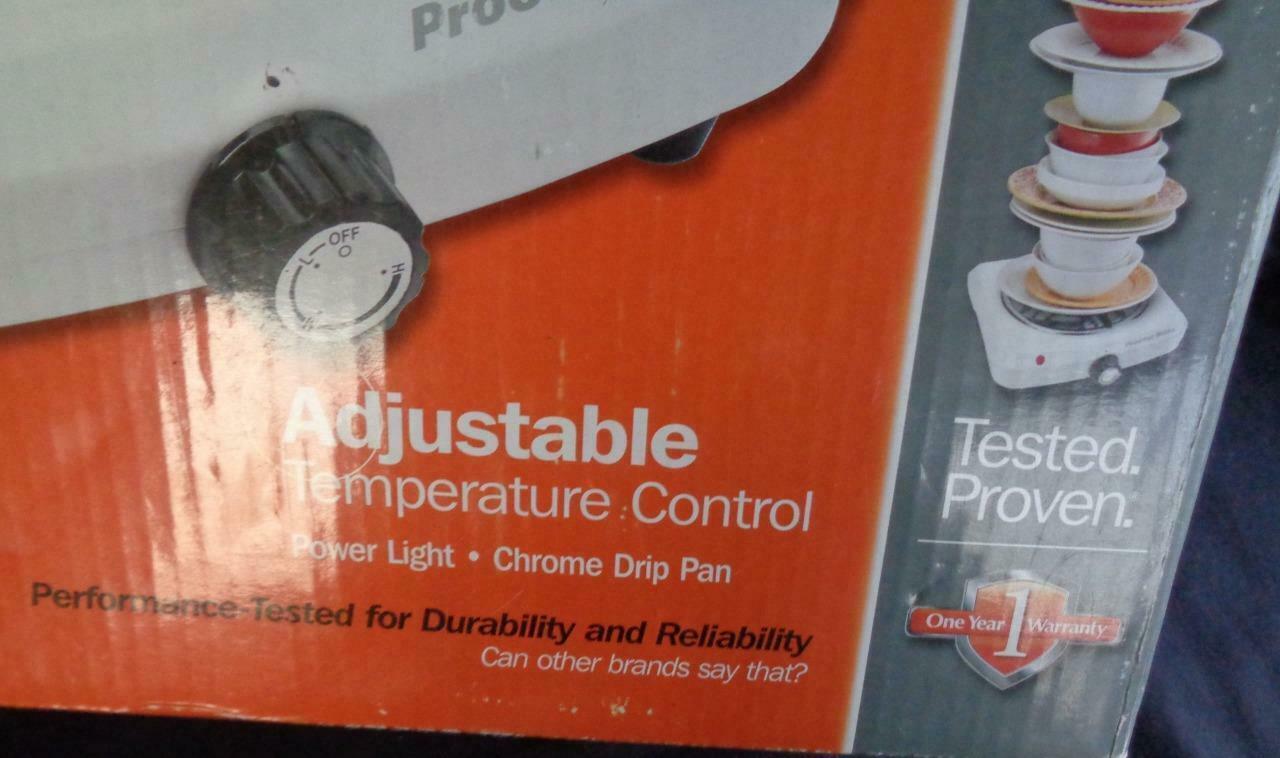 Proc
OFF
L
H
Adjustable
Temperature Control
Power Light • Chrome Drip Pan
Performance-Tested for Durability and Reliability
Can other brands say that?
Tested.
Proven.
One Year 1 Warranty